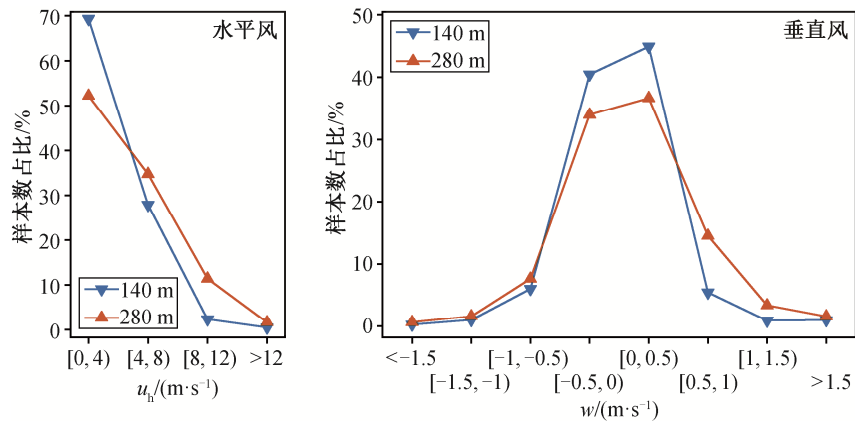 水平风
70
60
50
40
30
20
10
0
样本数占比/%
140 m
280 m
[0, 4) [4, 8) [8, 12) >12
uh/(m·s⁻¹)
垂直风
50
40
30
20
10
0
样本数占比/%
140 m
280 m
<−1.5 [−1, −0.5) [0, 0.5) [1, 1.5)
[−1.5, −1) [−0.5, 0) [0.5, 1) >1.5
w/(m·s⁻¹)